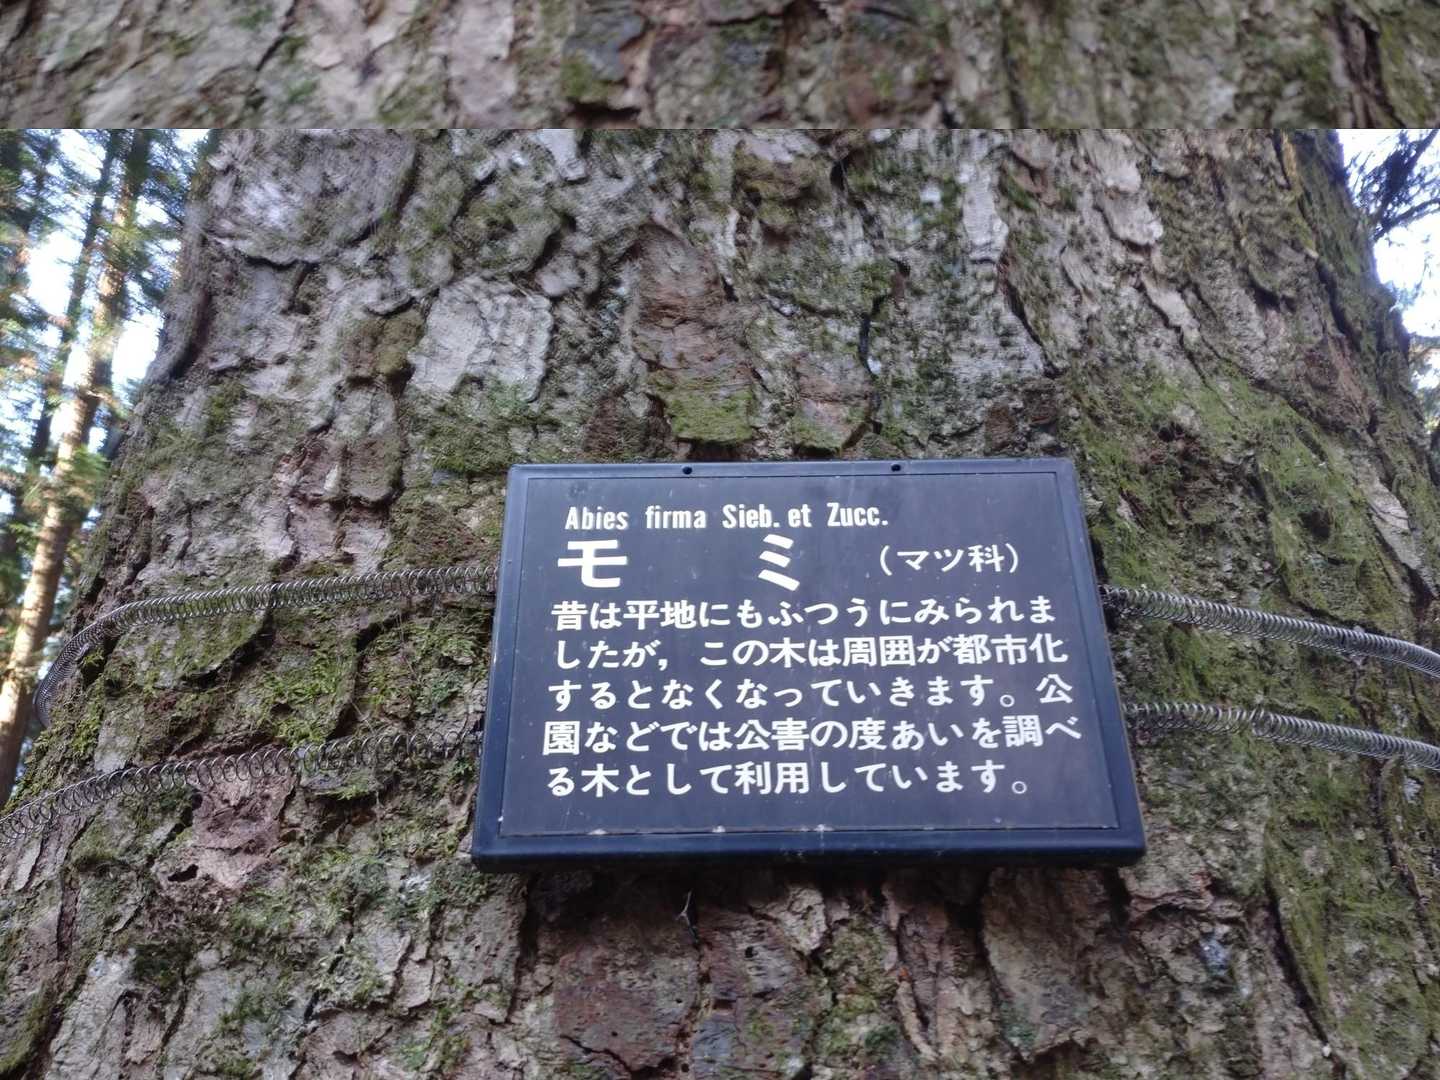 Abies firma Sieb. et Zucc.
モミ (マツ科)
昔は平地にもふつうにみられま
したが，この木は周囲が都市化
するとなくなっていきます。公
園などでは公害の度あいを調べ
る木として利用しています。